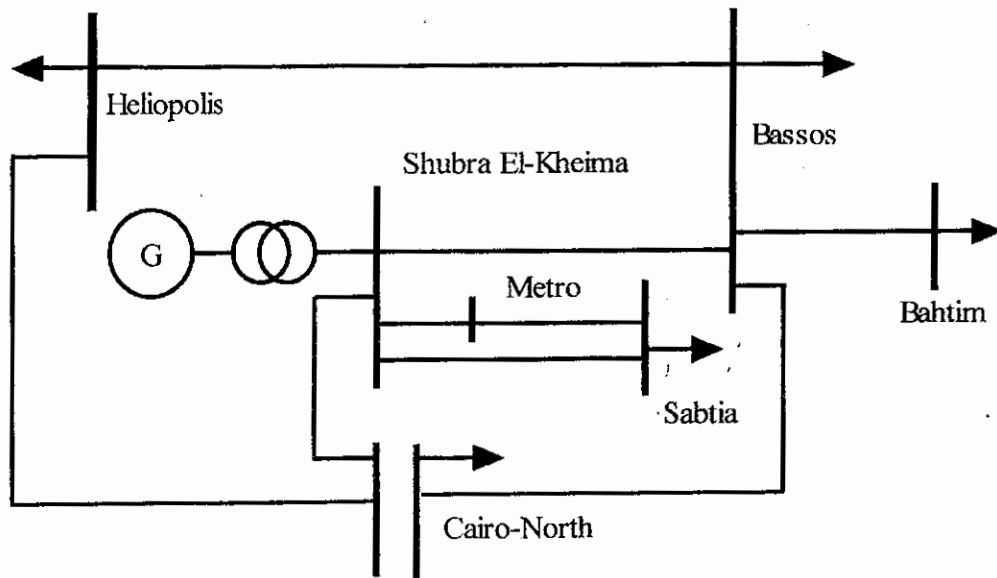 Heliopolis
Bassos
Shubra El-Kheima
G
Metro
Bahtim
Sabtia
Cairo-North